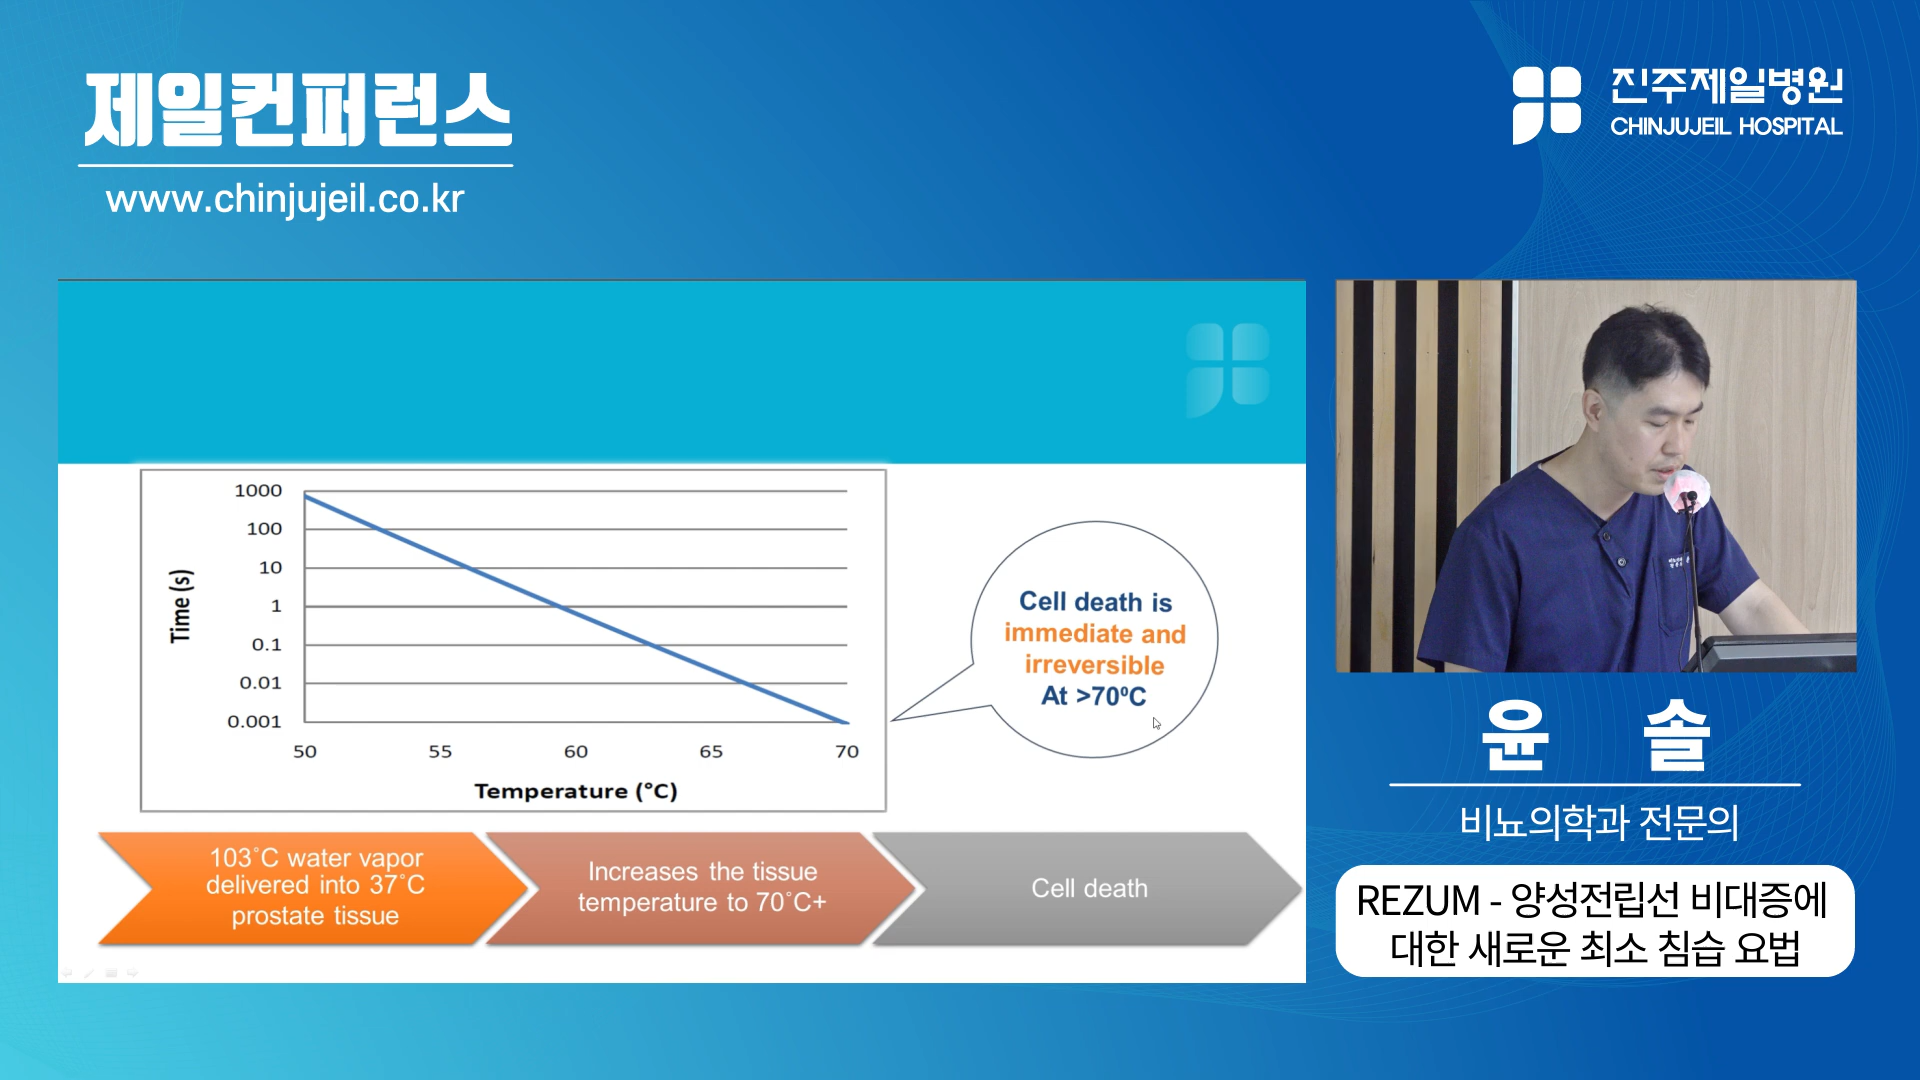 제일컨퍼런스
www.chinjujeil.co.kr
진주제일병원
CHINJUJEIL HOSPITAL
1000
100
10
1
0.1
0.01
0.001
Time (s)
50 55 60 65 70
Temperature (°C)
Cell death is
immediate and
irreversible
At >70⁰C
103˚C water vapor
delivered into 37˚C
prostate tissue
Increases the tissue
temperature to 70˚C+
Cell death
윤 솔
비뇨의학과 전문의
REZUM - 양성전립선 비대증에
대한 새로운 최소 침습 요법